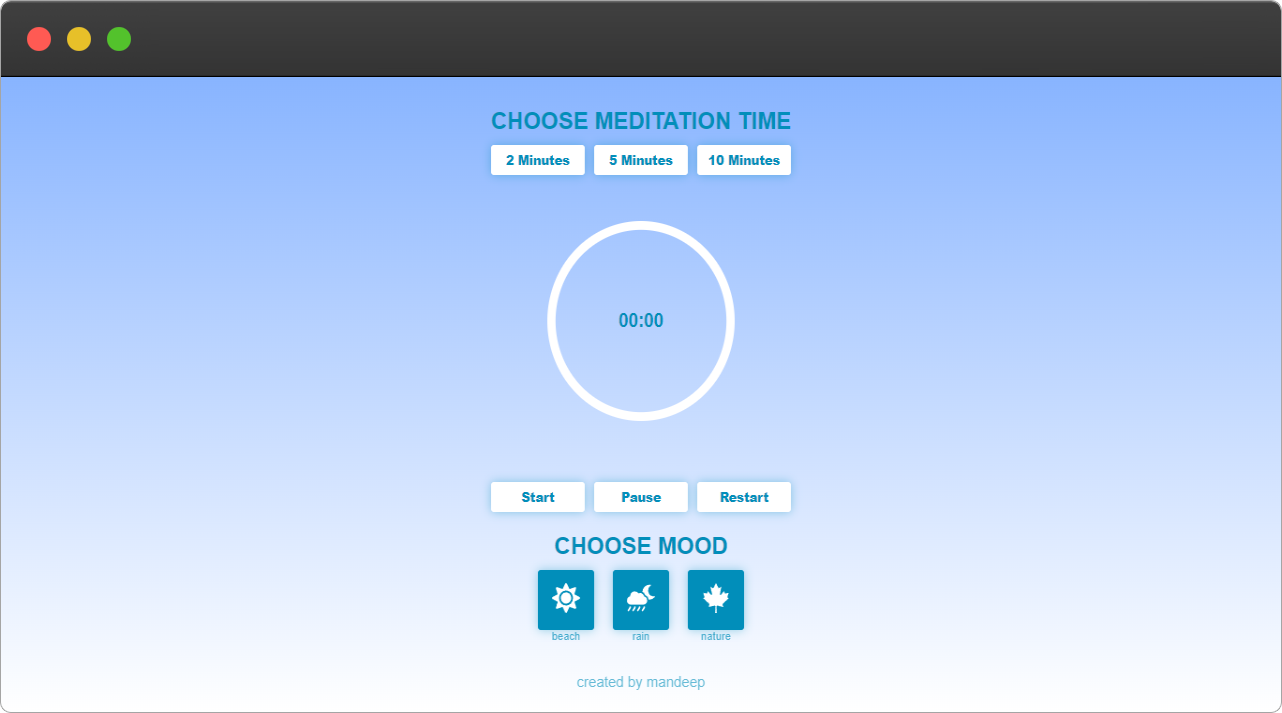 CHOOSE MEDITATION TIME
2 Minutes 5 Minutes 10 Minutes
00:00
Start Pause Restart
CHOOSE MOOD
beach rain nature
created by mandeep